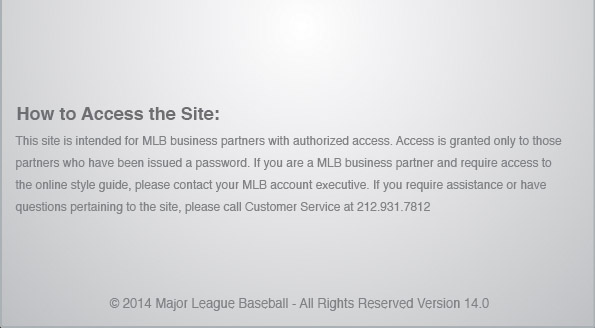 How to Access the Site:
This site is intended for MLB business partners with authorized access. Access is granted only to those
partners who have been issued a password. If you are a MLB business partner and require access to
the online style guide, please contact your MLB account executive. If you require assistance or have
questions pertaining to the site, please call Customer Service at 212.931.7812
© 2014 Major League Baseball - All Rights Reserved Version 14.0